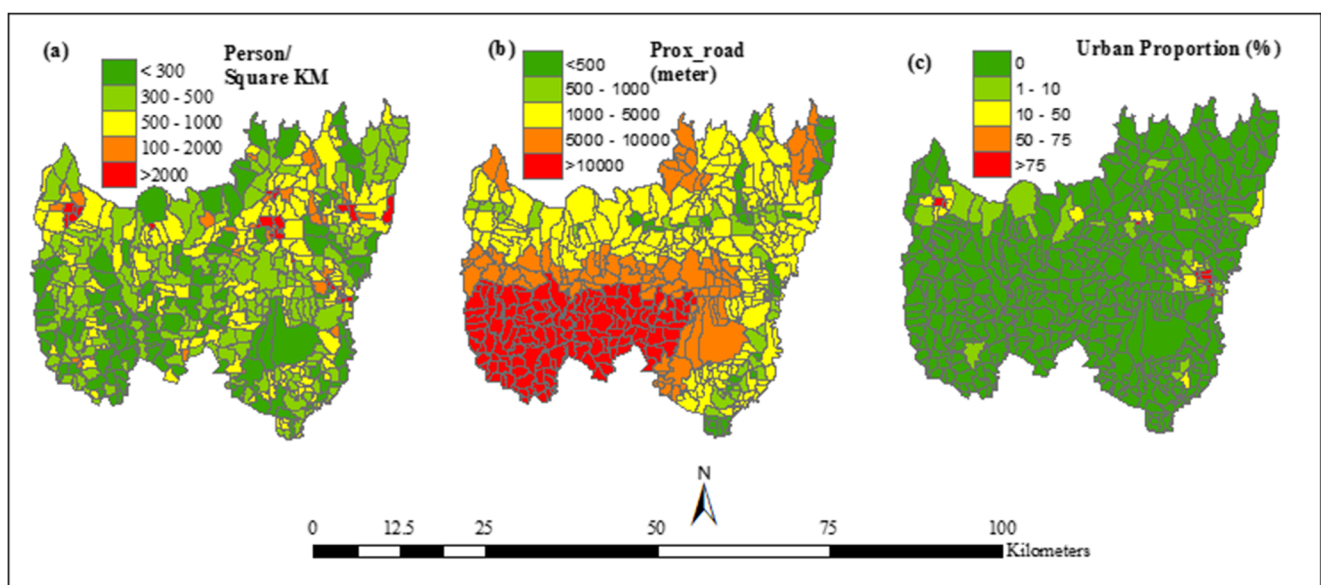 (a)
Person/
Square KM
< 300
300 - 500
500 - 1000
100 - 2000
>2000
(b)
Prox_road
(meter)
<500
500 - 1000
1000 - 5000
5000 - 10000
>10000
Urban Proportion (%)
(c)
0
1 - 10
10 - 50
50 - 75
>75
N
0 12.5 25 50 75 100
Kilometers